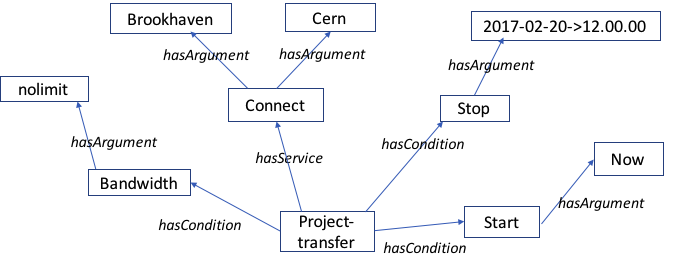 Brookhaven
Cern
2017-02-20->12.00.00
hasArgument
hasArgument
hasArgument
nolimit
Connect
Stop
hasArgument
hasService
hasCondition
Now
Bandwidth
hasArgument
hasCondition
Project-
transfer
Start
hasCondition